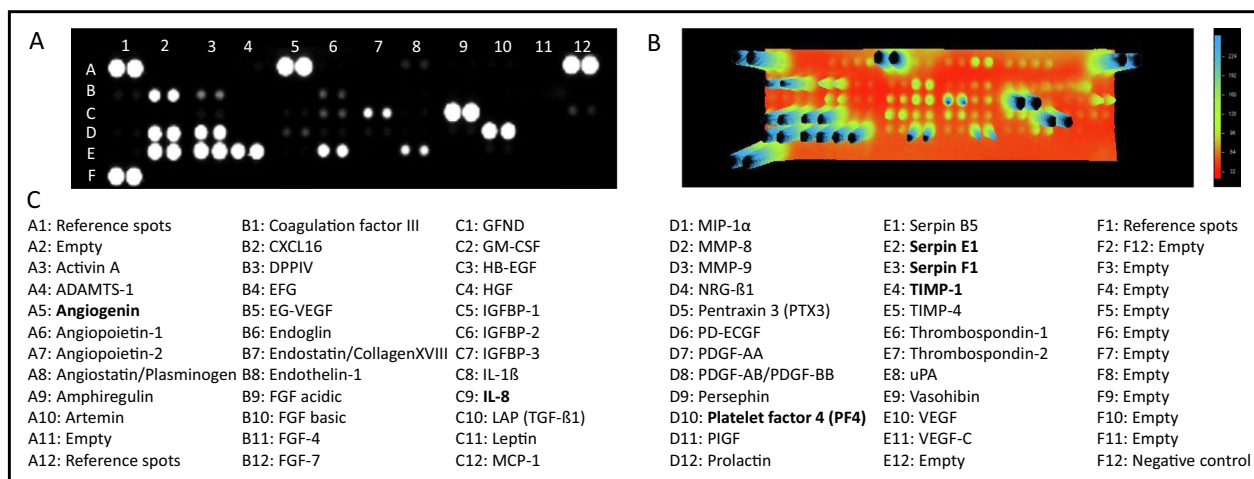 A
1 2 3 4 5 6 7 8 9 10 11 12
A
B
C
D
E
F
B
224
192
160
128
96
64
32
C
A1: Reference spots
A2: Empty
A3: Activin A
A4: ADAMTS-1
A5: Angiogenin
A6: Angiopoietin-1
A7: Angiopoietin-2
A8: Angiostatin/Plasminogen
A9: Amphiregulin
A10: Artemin
A11: Empty
A12: Reference spots
B1: Coagulation factor III
B2: CXCL16
B3: DPPIV
B4: EFG
B5: EG-VEGF
B6: Endoglin
B7: Endostatin/CollagenXVIII
B8: Endothelin-1
B9: FGF acidic
B10: FGF basic
B11: FGF-4
B12: FGF-7
C1: GFND
C2: GM-CSF
C3: HB-EGF
C4: HGF
C5: IGFBP-1
C6: IGFBP-2
C7: IGFBP-3
C8: IL-1ß
C9: IL-8
C10: LAP (TGF-ß1)
C11: Leptin
C12: MCP-1
D1: MIP-1α
D2: MMP-8
D3: MMP-9
D4: NRG-ß1
D5: Pentraxin 3 (PTX3)
D6: PD-ECGF
D7: PDGF-AA
D8: PDGF-AB/PDGF-BB
D9: Persephin
D10: Platelet factor 4 (PF4)
D11: PIGF
D12: Prolactin
E1: Serpin B5
E2: Serpin E1
E3: Serpin F1
E4: TIMP-1
E5: TIMP-4
E6: Thrombospondin-1
E7: Thrombospondin-2
E8: uPA
E9: Vasohibin
E10: VEGF
E11: VEGF-C
E12: Empty
F1: Reference spots
F2: F12: Empty
F3: Empty
F4: Empty
F5: Empty
F6: Empty
F7: Empty
F8: Empty
F9: Empty
F10: Empty
F11: Empty
F12: Negative control